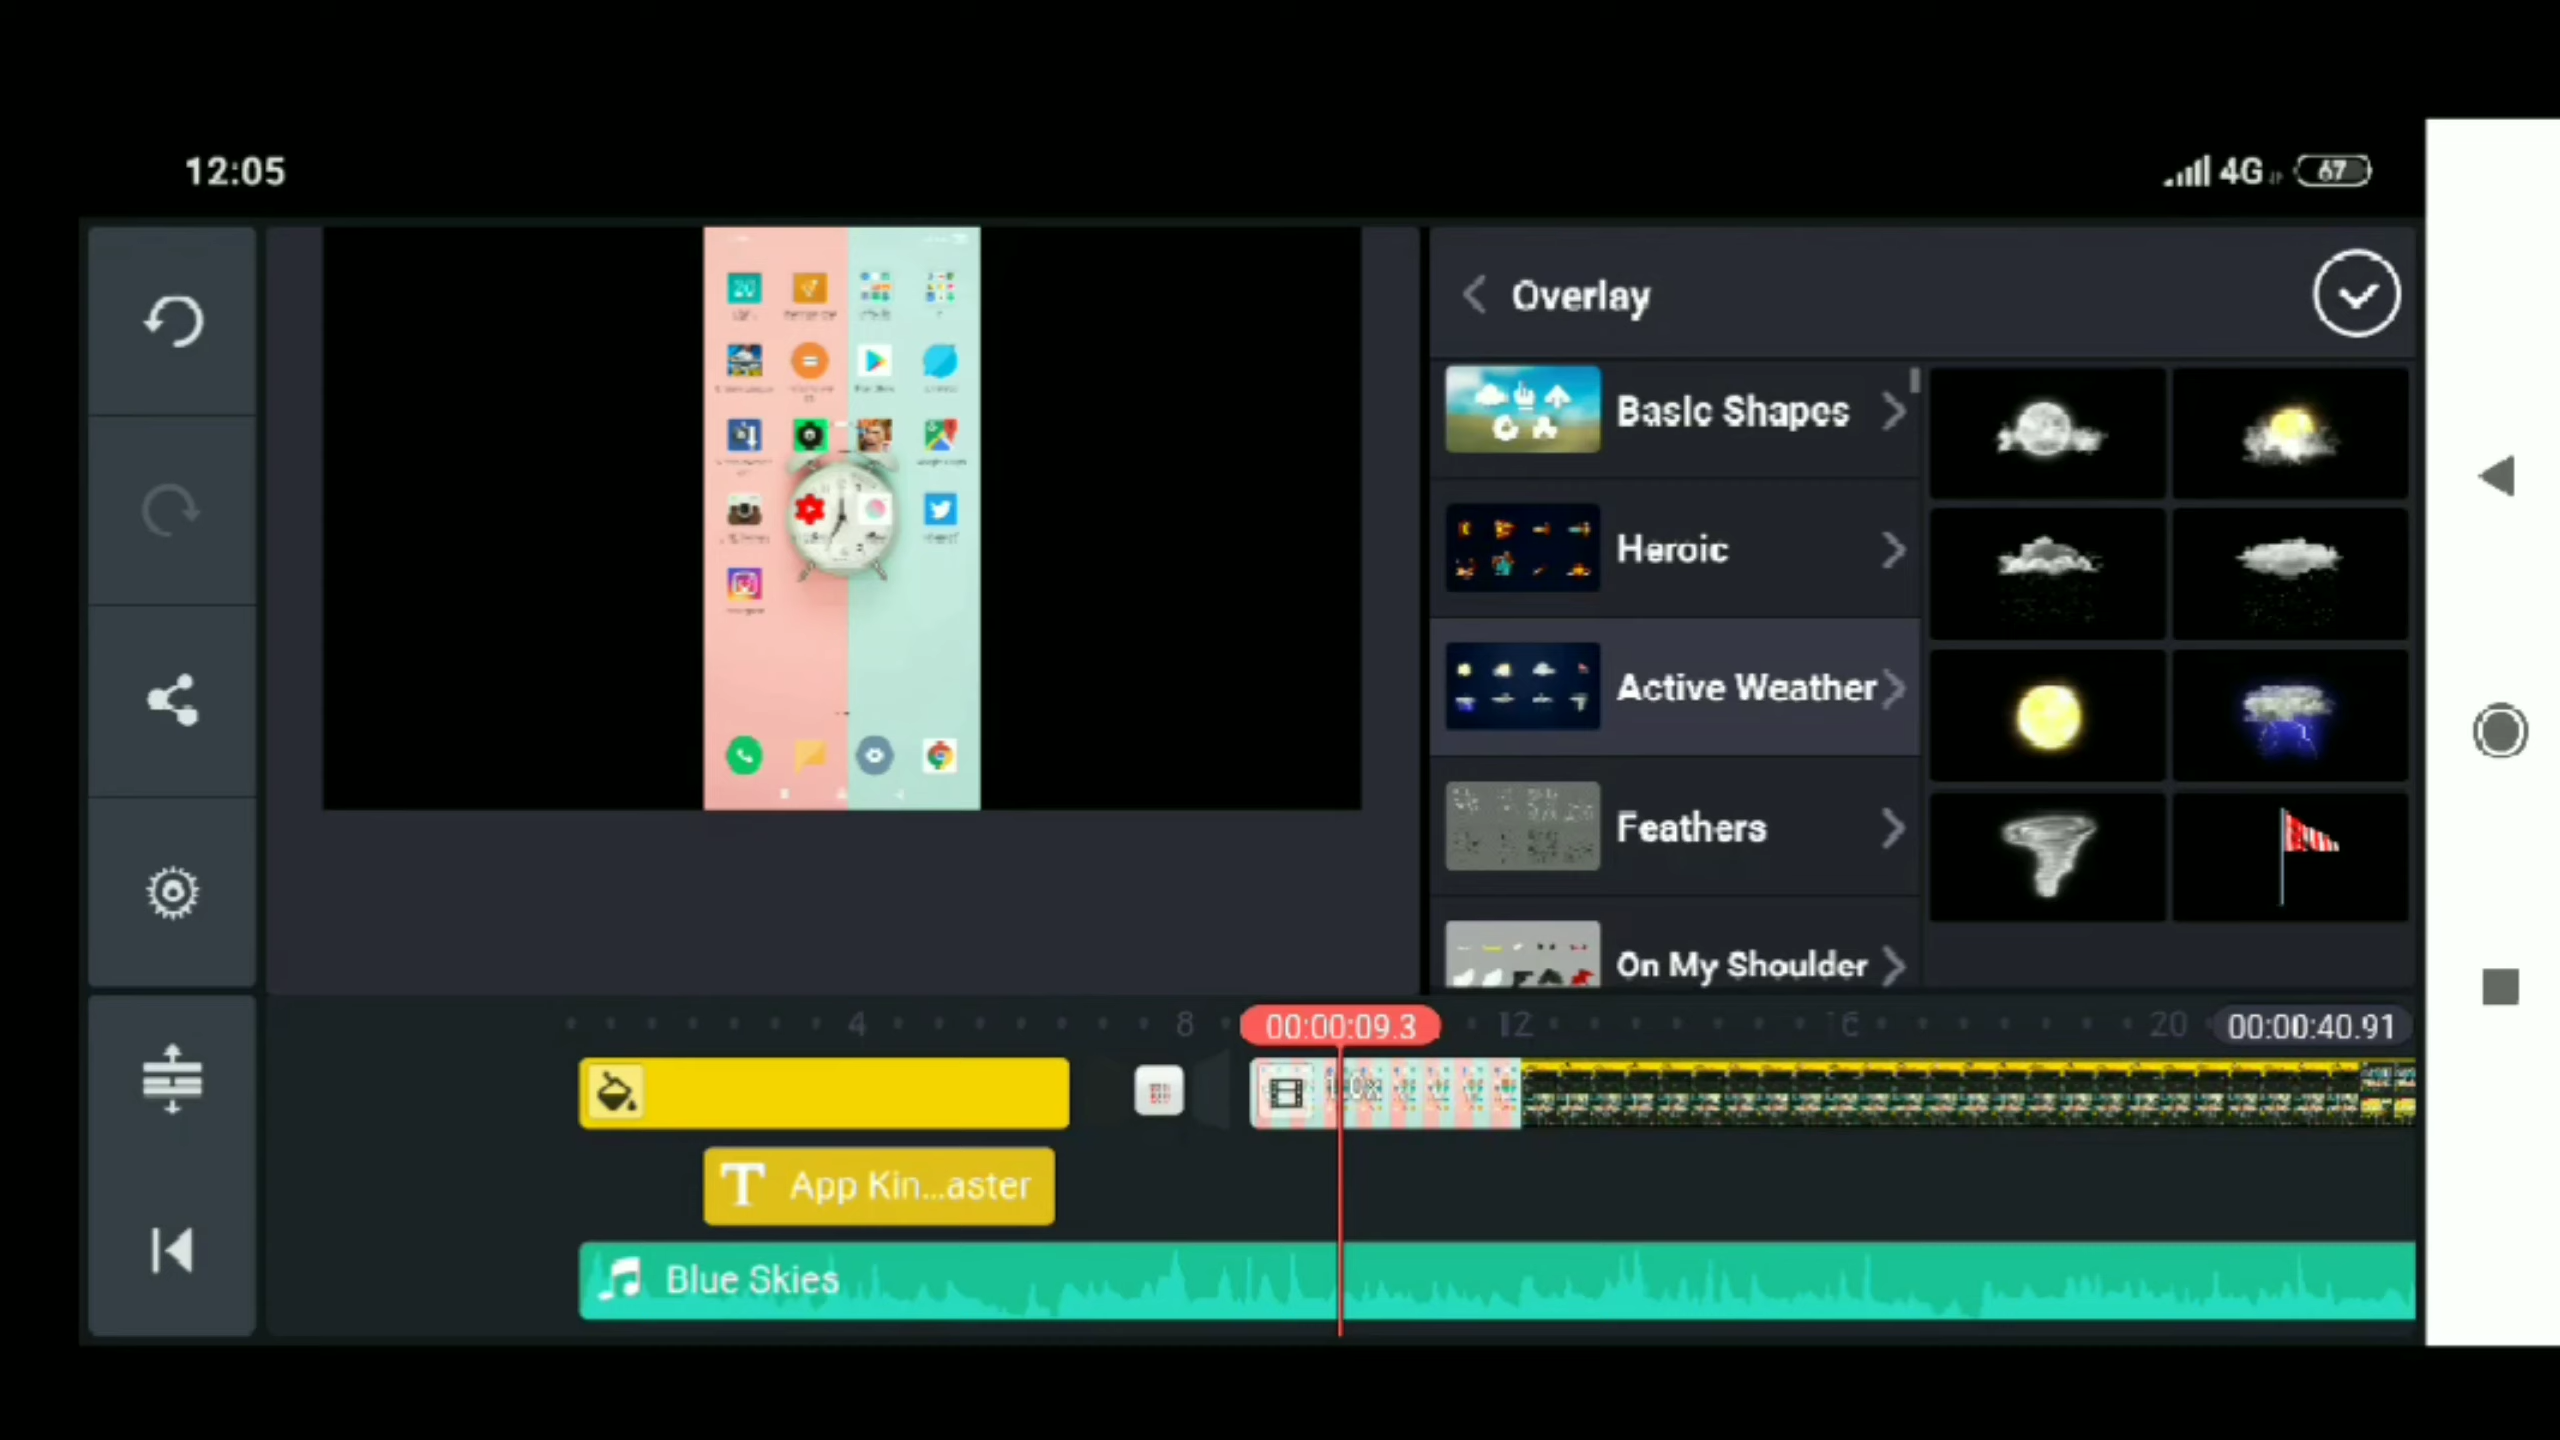 12:05
4G 67
Overlay
Basic Shapes
Heroic
Active Weather
Feathers
On My Shoulder
4 8 00:00:09.3 12 20 00:00:40.91
T App Kin...aster
Blue Skies